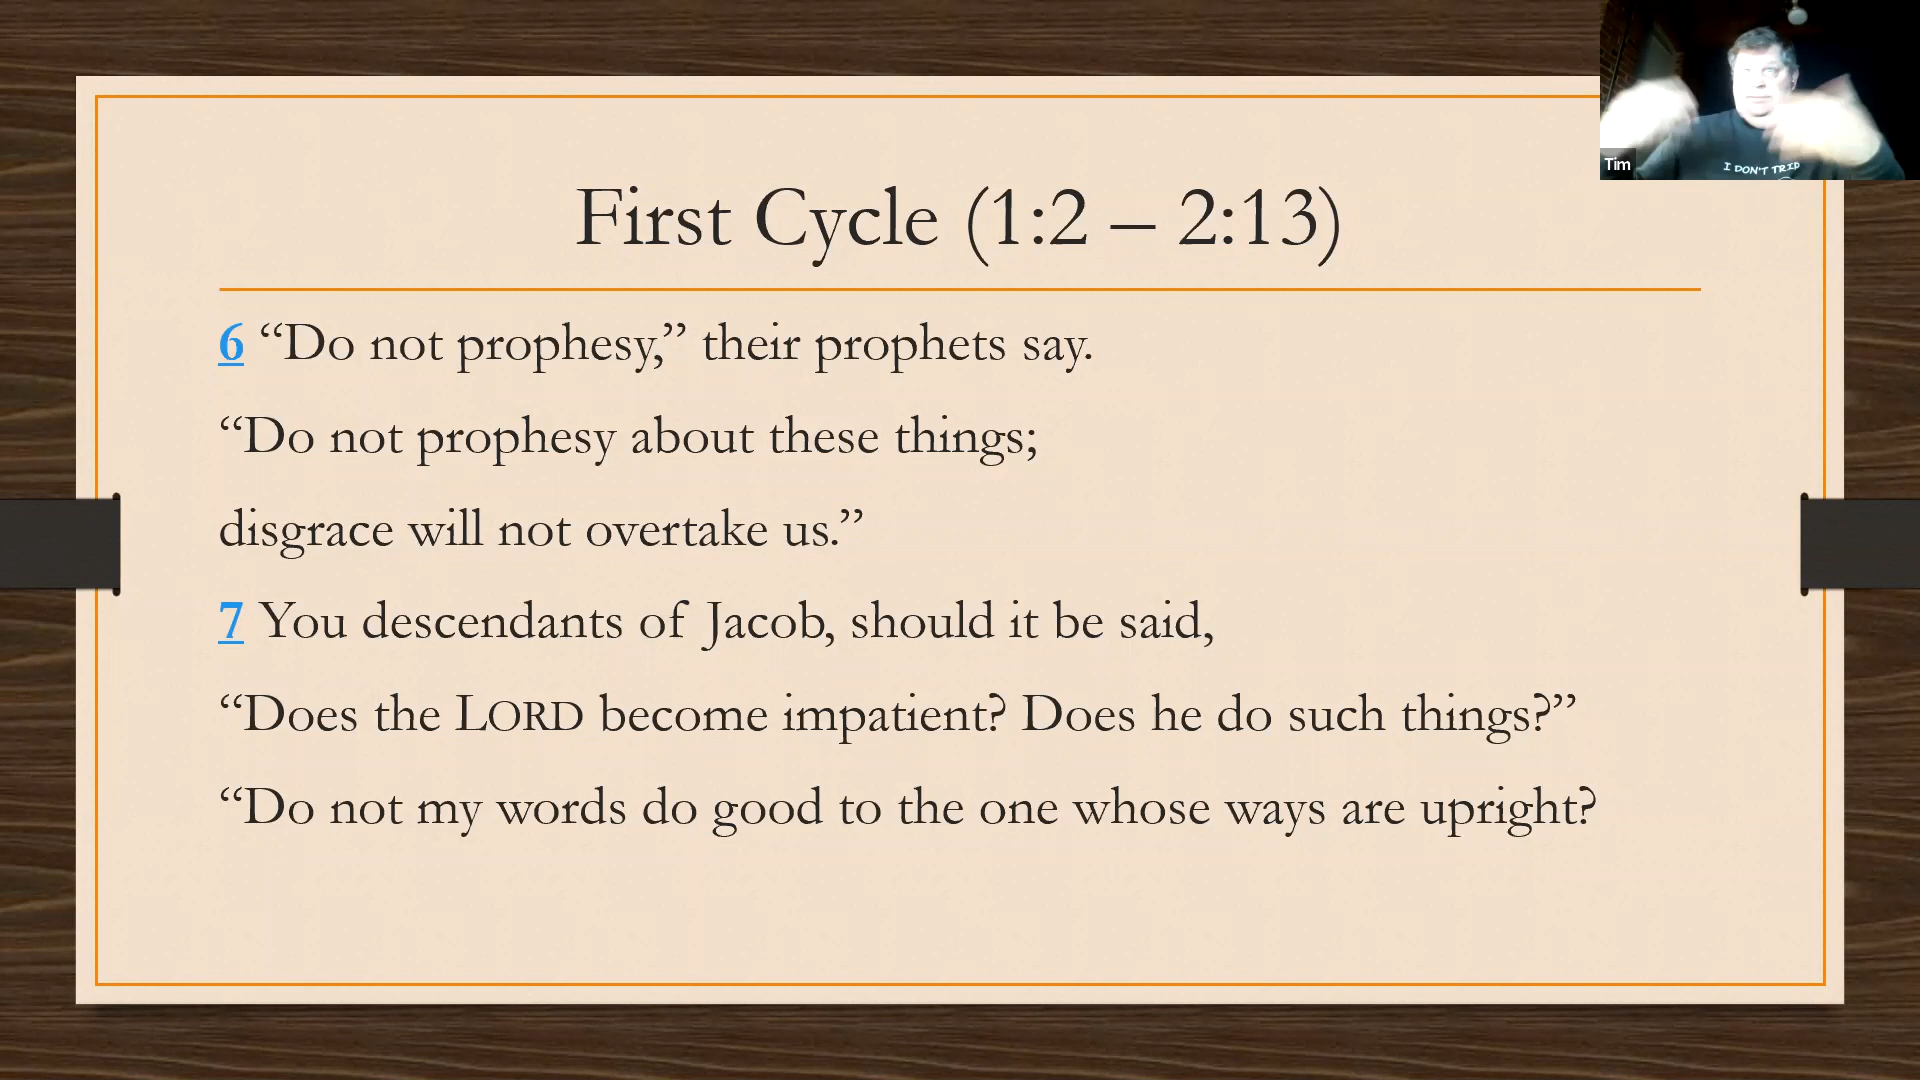 First Cycle (1:2 – 2:13)
6 “Do not prophesy,” their prophets say.
“Do not prophesy about these things;
disgrace will not overtake us.”
7 You descendants of Jacob, should it be said,
“Does the LORD become impatient? Does he do such things?”
“Do not my words do good to the one whose ways are upright?
Tim
I DON'T TRIP